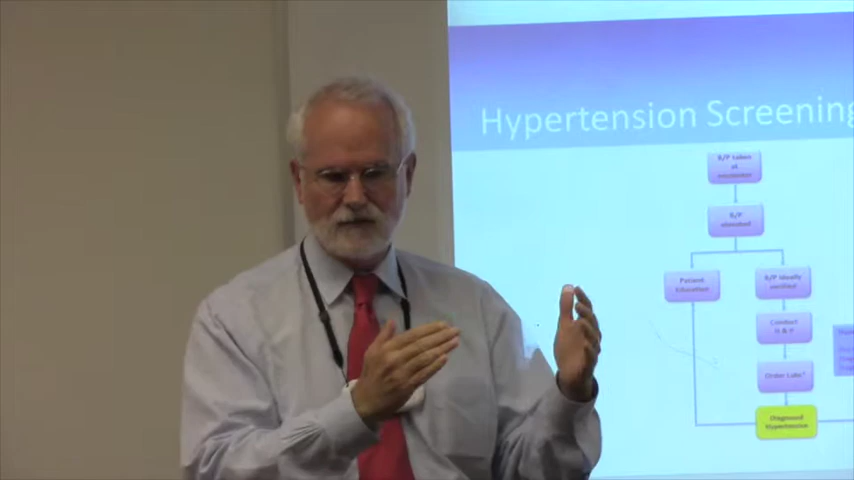 Hypertension Screening
B/P taken
at
encounter
B/P
elevated
Patient
Education
B/P Ideally
verified
Conduct
H & P
Order Labs?
Diagnosed
Hypertension